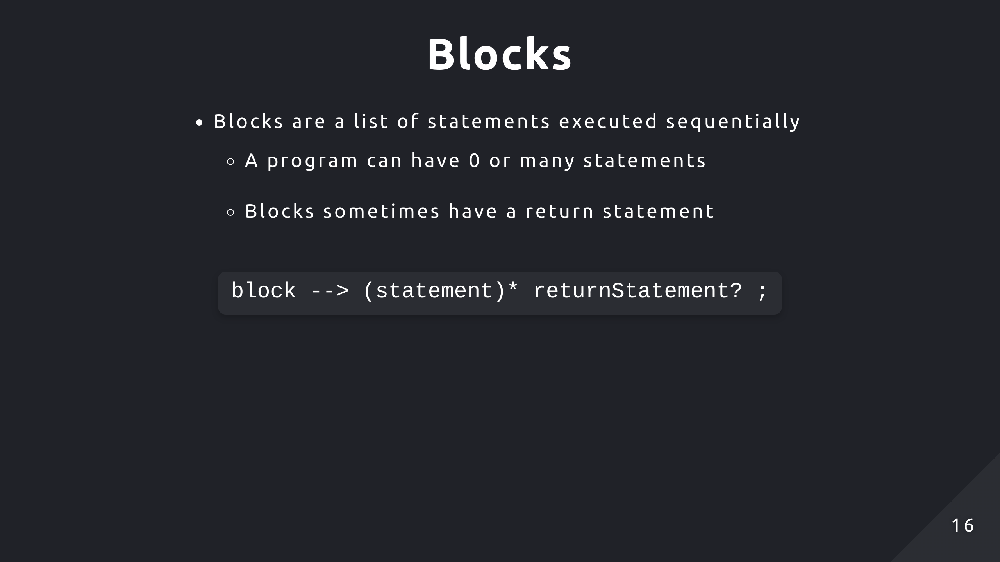 Blocks
• Blocks are a list of statements executed sequentially
◦ A program can have 0 or many statements
◦ Blocks sometimes have a return statement
block --> (statement)* returnStatement? ;
16